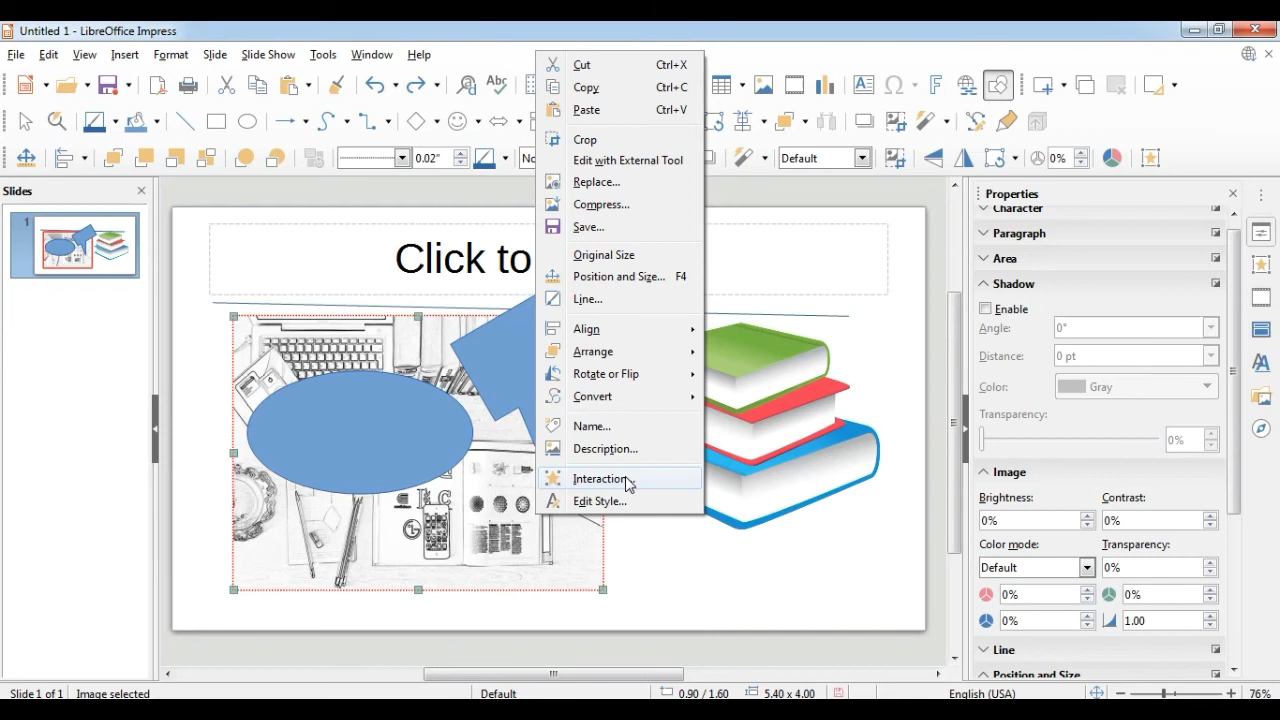 Untitled 1 - LibreOffice Impress
File Edit View Insert Format Slide Slide Show Tools Window Help
0.02"
Default
0%
Cut Ctrl+X
Copy Ctrl+C
Paste Ctrl+V
Crop
Edit with External Tool
Replace...
Compress...
Save...
Original Size
Position and Size... F4
Line...
Align
Arrange
Rotate or Flip
Convert
Name...
Description...
Interaction
Edit Style...
Slides
1
Click to
Properties
Character
Paragraph
Area
Shadow
Enable
Angle: 0°
Distance: 0 pt
Color: Gray
Transparency:
0%
Image
Brightness: Contrast:
0% 0%
Color mode: Transparency:
Default 0%
0% 0%
0% 1.00
Line
Position and Size
Slide 1 of 1 Image selected Default 0.90 / 1.60 5.40 x 4.00 English (USA) 76%